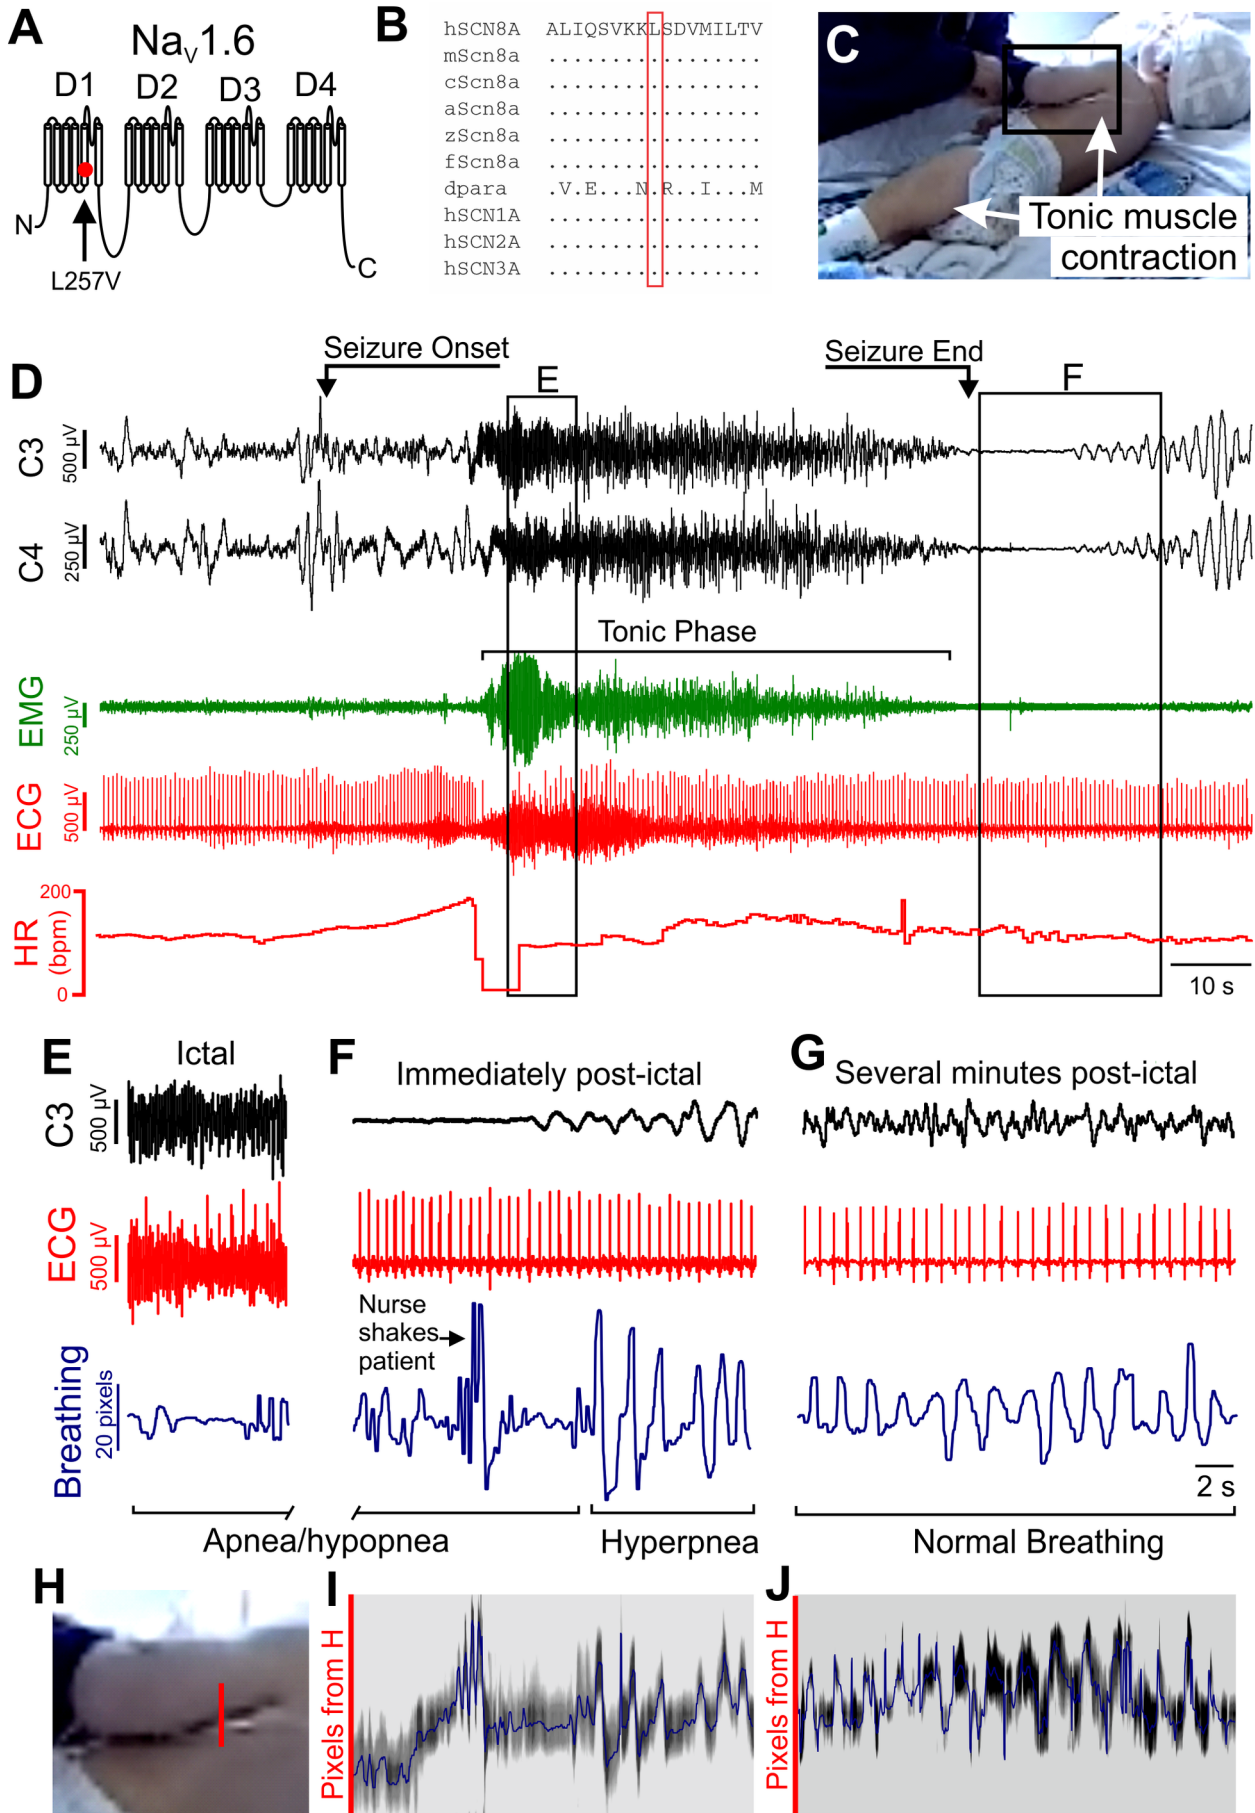 A
Na_V1.6
D1 D2 D3 D4
N
C
L257V
B
hSCN8A ALIQSVKKLSDVMILTV
mScn8a .................
cScn8a .................
aScn8a .................
zScn8a .................
fScn8a .................
dpara .V.E...N.R..I...M
hSCN1A .................
hSCN2A .................
hSCN3A .................
C
Tonic muscle
contraction
D
Seizure Onset
E
Seizure End
F
C3
500 µV
C4
250 µV
Tonic Phase
EMG
250 µV
ECG
500 µV
HR
(bpm)
200
0
10 s
E
Ictal
F
Immediately post-ictal
G
Several minutes post-ictal
C3
500 µV
ECG
500 µV
Nurse
shakes
patient
Breathing
20 pixels
2 s
Apnea/hypopnea
Hyperpnea
Normal Breathing
H
I
Pixels from H
J
Pixels from H